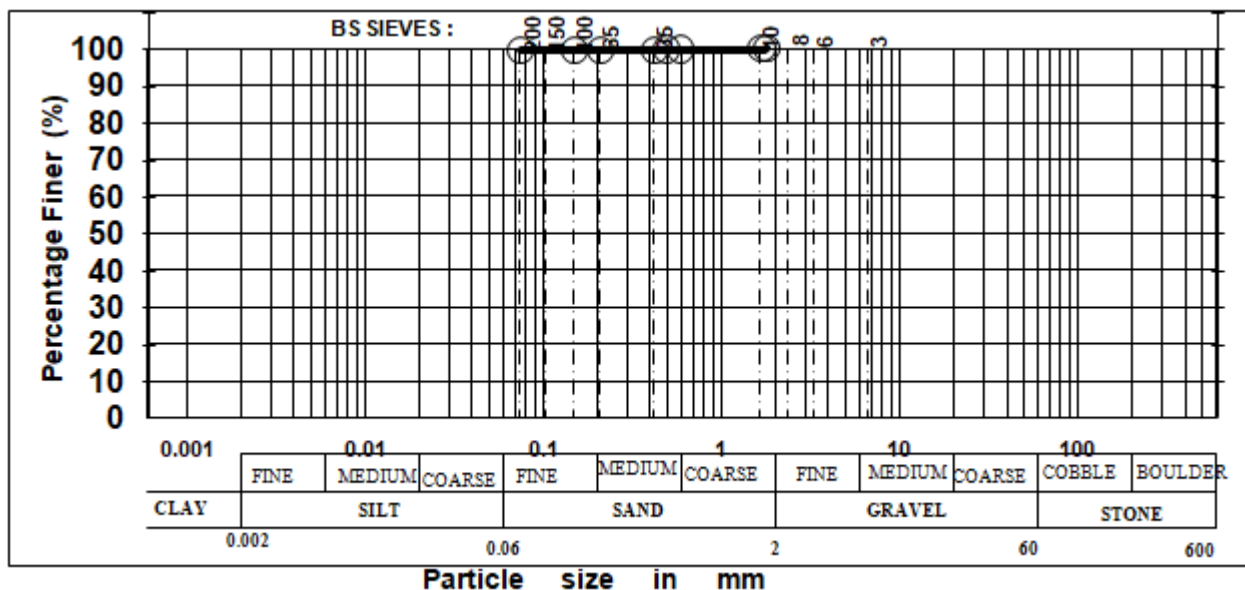 BS SIEVES :
200 150 100 85 36 10 8 6 3
Percentage Finer (%)
100
90
80
70
60
50
40
30
20
10
0
0.001 0.01 0.1 1 10 100
FINE MEDIUM COARSE FINE MEDIUM COARSE FINE MEDIUM COARSE COBBLE BOULDER
CLAY SILT SAND GRAVEL STONE
0.002 0.06 2 60 600
Particle size in mm